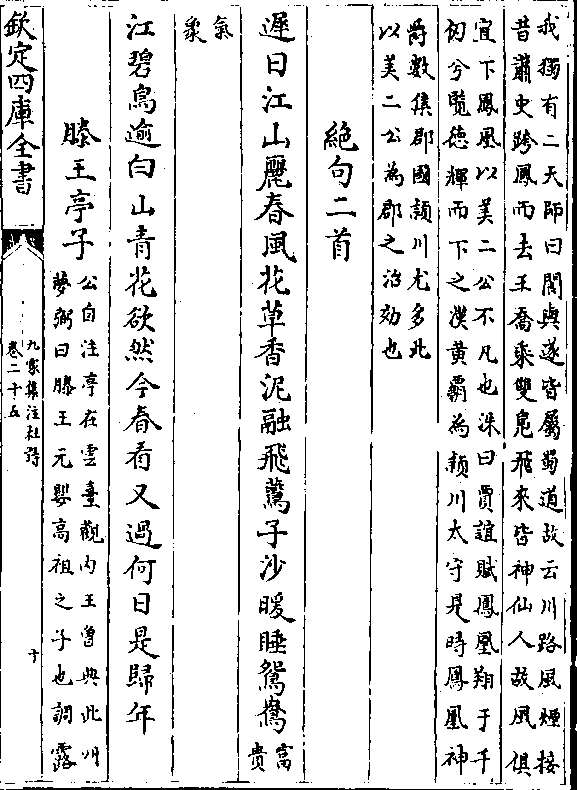 我獨有二天師曰閬與遂皆屬蜀道故云川路風煙接
昔蕭史跨鳳而去王喬乘雙鳧飛來皆神仙人故風俱
宜下鳳凰以美二公不凡也洙曰賈誼賦鳳凰翔于千
仞兮覽德輝而下之漢黃霸為潁川太守是時鳳凰神
爵數集郡國潁川尤多此
以美二公為郡之治効也
絶句二首
遲日江山麗春風花草香泥融飛鷰子沙暖睡鴛鴦
富
貴
氣
象
江碧鳥逾白山青花欲然今春看又過何日是歸年
滕王亭子
公自注亭在雲臺觀内王曾典此州
夢弼曰滕王元嬰高祖之子也調露
欽定四庫全書
九家集注杜詩
卷二十五